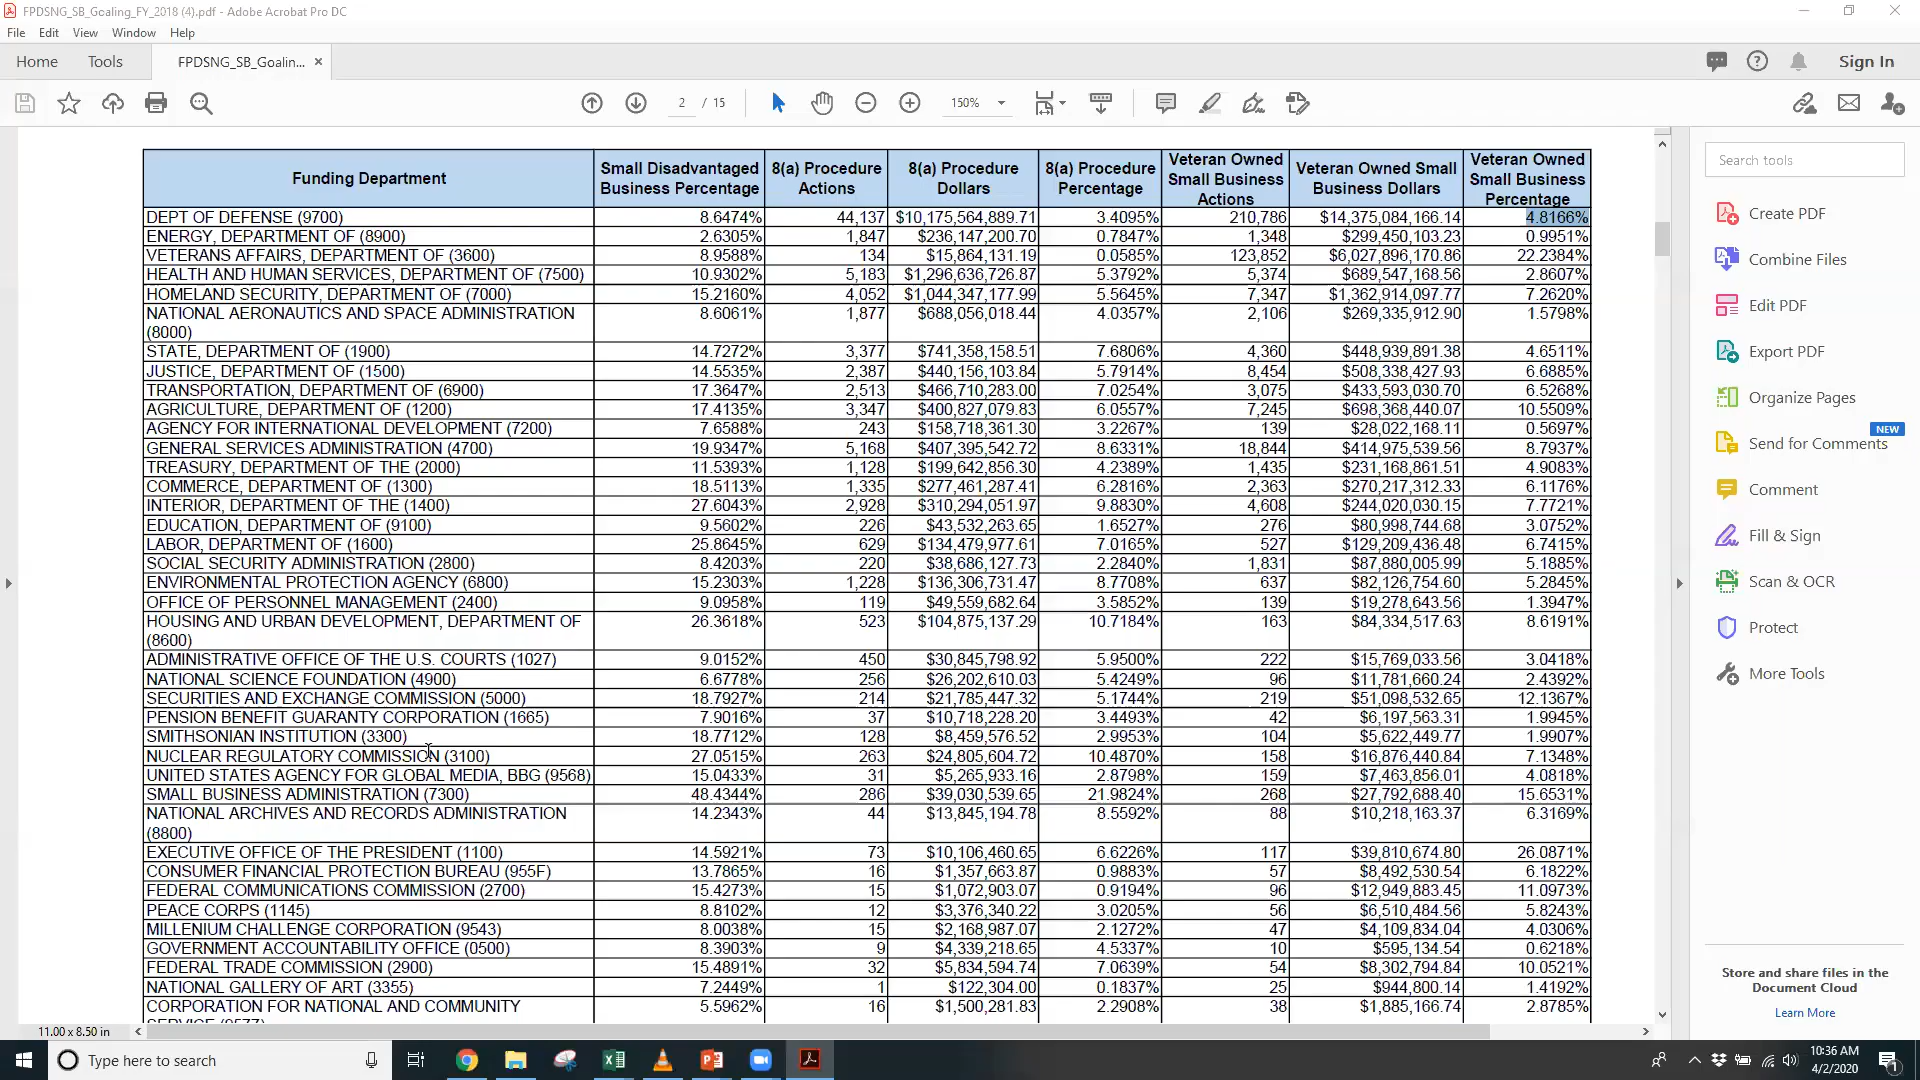 FPDSNG_SB_Goaling_FY_2018 (4).pdf - Adobe Acrobat Pro DC
File Edit View Window Help
Home Tools FPDSNG_SB_Goalin... × Sign In
2 / 15 150%
Funding Department Small Disadvantaged Business Percentage 8(a) Procedure Actions 8(a) Procedure Dollars 8(a) Procedure Percentage Veteran Owned Small Business Actions Veteran Owned Small Business Dollars Veteran Owned Small Business Percentage
DEPT OF DEFENSE (9700) 8.6474% 44,137 $10,175,564,889.71 3.4095% 210,786 $14,375,084,166.14 4.8166%
ENERGY, DEPARTMENT OF (8900) 2.6305% 1,847 $236,147,200.70 0.7847% 1,348 $299,450,103.23 0.9951%
VETERANS AFFAIRS, DEPARTMENT OF (3600) 8.9588% 134 $15,864,131.19 0.0585% 123,852 $6,027,896,170.86 22.2384%
HEALTH AND HUMAN SERVICES, DEPARTMENT OF (7500) 10.9302% 5,183 $1,296,636,726.87 5.3792% 5,374 $689,547,168.56 2.8607%
HOMELAND SECURITY, DEPARTMENT OF (7000) 15.2160% 4,052 $1,044,347,177.99 5.5645% 7,347 $1,362,914,097.77 7.2620%
NATIONAL AERONAUTICS AND SPACE ADMINISTRATION 8.6061% 1,877 $688,056,018.44 4.0357% 2,106 $269,335,912.90 1.5798%
(8000)
STATE, DEPARTMENT OF (1900) 14.7272% 3,377 $741,358,158.51 7.6806% 4,360 $448,939,891.38 4.6511%
JUSTICE, DEPARTMENT OF (1500) 14.5535% 2,387 $440,156,103.84 5.7914% 8,454 $508,338,427.93 6.6885%
TRANSPORTATION, DEPARTMENT OF (6900) 17.3647% 2,513 $466,710,283.00 7.0254% 3,075 $433,593,030.70 6.5268%
AGRICULTURE, DEPARTMENT OF (1200) 17.4135% 3,347 $400,827,079.83 6.0557% 7,245 $698,368,440.07 10.5509%
AGENCY FOR INTERNATIONAL DEVELOPMENT (7200) 7.6588% 243 $158,718,361.30 3.2267% 139 $28,022,168.11 0.5697%
GENERAL SERVICES ADMINISTRATION (4700) 19.9347% 5,168 $407,395,542.72 8.6331% 18,844 $414,975,539.56 8.7937%
TREASURY, DEPARTMENT OF THE (2000) 11.5393% 1,128 $199,642,856.30 4.2389% 1,435 $231,168,861.51 4.9083%
COMMERCE, DEPARTMENT OF (1300) 18.5113% 1,335 $277,461,287.41 6.2816% 2,363 $270,217,312.33 6.1176%
INTERIOR, DEPARTMENT OF THE (1400) 27.6043% 2,928 $310,294,051.97 9.8830% 4,608 $244,020,030.15 7.7721%
EDUCATION, DEPARTMENT OF (9100) 9.5602% 226 $43,532,263.65 1.6527% 276 $80,998,744.68 3.0752%
LABOR, DEPARTMENT OF (1600) 25.8645% 629 $134,479,977.61 7.0165% 527 $129,209,436.48 6.7415%
SOCIAL SECURITY ADMINISTRATION (2800) 8.4203% 220 $38,686,127.73 2.2840% 1,831 $87,880,005.99 5.1885%
ENVIRONMENTAL PROTECTION AGENCY (6800) 15.2303% 1,228 $136,306,731.47 8.7708% 637 $82,126,754.60 5.2845%
OFFICE OF PERSONNEL MANAGEMENT (2400) 9.0958% 119 $49,559,682.64 3.5852% 139 $19,278,643.56 1.3947%
HOUSING AND URBAN DEVELOPMENT, DEPARTMENT OF 26.3618% 523 $104,875,137.29 10.7184% 163 $84,334,517.63 8.6191%
(8600)
ADMINISTRATIVE OFFICE OF THE U.S. COURTS (1027) 9.0152% 450 $30,845,798.92 5.9500% 222 $15,769,033.56 3.0418%
NATIONAL SCIENCE FOUNDATION (4900) 6.6778% 256 $26,202,610.03 5.4249% 96 $11,781,660.24 2.4392%
SECURITIES AND EXCHANGE COMMISSION (5000) 18.7927% 214 $21,785,447.32 5.1744% 219 $51,098,532.65 12.1367%
PENSION BENEFIT GUARANTY CORPORATION (1665) 7.9016% 37 $10,718,228.20 3.4493% 42 $6,197,563.31 1.9945%
SMITHSONIAN INSTITUTION (3300) 18.7712% 128 $8,459,576.52 2.9953% 104 $5,622,449.77 1.9907%
NUCLEAR REGULATORY COMMISSION (3100) 27.0515% 263 $24,805,604.72 10.4870% 158 $16,876,440.84 7.1348%
UNITED STATES AGENCY FOR GLOBAL MEDIA, BBG (9568) 15.0433% 31 $5,265,933.16 2.8798% 159 $7,463,856.01 4.0818%
SMALL BUSINESS ADMINISTRATION (7300) 48.4344% 286 $39,030,539.65 21.9824% 268 $27,792,688.40 15.6531%
NATIONAL ARCHIVES AND RECORDS ADMINISTRATION 14.2343% 44 $13,845,194.78 8.5592% 88 $10,218,163.37 6.3169%
(8800)
EXECUTIVE OFFICE OF THE PRESIDENT (1100) 14.5921% 73 $10,106,460.65 6.6226% 117 $39,810,674.80 26.0871%
CONSUMER FINANCIAL PROTECTION BUREAU (955F) 13.7865% 16 $1,357,663.87 0.9883% 57 $8,492,530.54 6.1822%
FEDERAL COMMUNICATIONS COMMISSION (2700) 15.4273% 15 $1,072,903.07 0.9194% 96 $12,949,883.45 11.0973%
PEACE CORPS (1145) 8.8102% 12 $3,376,340.22 3.0205% 56 $6,510,484.56 5.8243%
MILLENIUM CHALLENGE CORPORATION (9543) 8.0038% 15 $2,168,987.07 2.1272% 47 $4,109,834.04 4.0306%
GOVERNMENT ACCOUNTABILITY OFFICE (0500) 8.3903% 9 $4,339,218.65 4.5337% 10 $595,134.54 0.6218%
FEDERAL TRADE COMMISSION (2900) 15.4891% 32 $5,834,594.74 7.0639% 54 $8,302,794.84 10.0521%
NATIONAL GALLERY OF ART (3355) 7.2449% 1 $122,304.00 0.1837% 25 $944,800.14 1.4192%
CORPORATION FOR NATIONAL AND COMMUNITY 5.5962% 16 $1,500,281.83 2.2908% 38 $1,885,166.74 2.8785%
Search tools
Create PDF
Combine Files
Edit PDF
Export PDF
Organize Pages
NEW
Send for Comments
Comment
Fill & Sign
Scan & OCR
Protect
More Tools
Store and share files in the
Document Cloud
Learn More
11.00 x 8.50 in
Type here to search
10:36 AM
4/2/2020
1